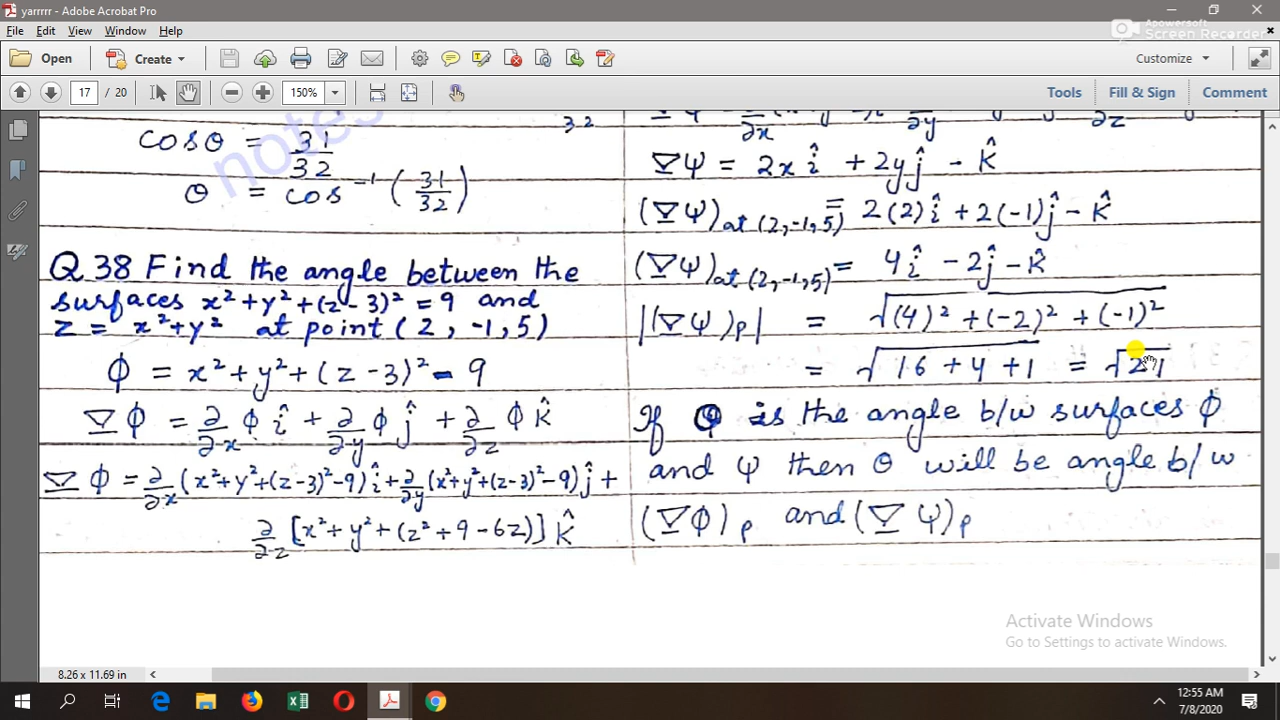 yarrrrr - Adobe Acrobat Pro
Apowersoft
Screen Recorder
File Edit View Window Help
Open Create Customize
17 / 20 150% Tools Fill & Sign Comment
notes
cosθ = 31/32
θ = cos⁻¹ (31/32)
Q.38 Find the angle between the
surfaces x²+y²+(z-3)²=9 and
z = x²+y² at point (2, -1, 5)
ϕ = x²+y²+(z-3)²-9
∇ϕ = ∂/∂x ϕ î + ∂/∂y ϕ ĵ + ∂/∂z ϕ k̂
∇ϕ = ∂/∂x (x²+y²+(z-3)²-9) î + ∂/∂y (x²+y²+(z-3)²-9) ĵ +
∂/∂z [x²+y²+(z²+9-6z)] k̂
32
∂x ∂y ∂z
∇ψ = 2x î + 2y ĵ - k̂
(∇ψ)at (2,-1,5) = 2(2) î + 2(-1) ĵ - k̂
(∇ψ)at (2,-1,5) = 4î - 2ĵ - k̂
|(∇ψ)p| = √(4)² + (-2)² + (-1)²
= √16 + 4 + 1 = √21
If θ is the angle b/w surfaces ϕ
and ψ then θ will be angle b/w
(∇ϕ)p and (∇ψ)p
Activate Windows
Go to Settings to activate Windows.
8.26 x 11.69 in
12:55 AM
7/8/2020